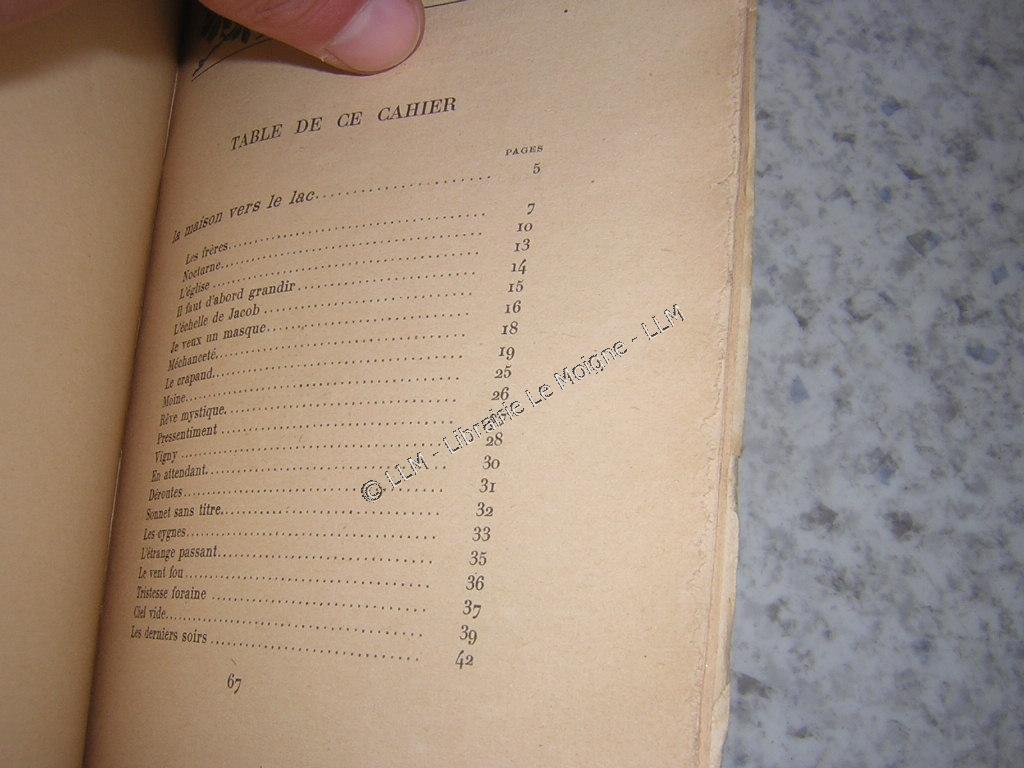 TABLE DE CE CAHIER
PAGES
la maison vers le lac 5
Les frères 7
Nocturne 10
L'église 13
Il faut d'abord grandir 14
L'échelle de Jacob 15
Je veux un masque 16
Méchanceté 18
Le crapaud 19
Moine 25
Rêve mystique 26
Pressentiment
Vigny 28
En attendant 30
Déroutes 31
Sonnet sans titre 32
Les cygnes 33
L'étrange passant 35
Le vent fou 36
Tristesse foraine 37
Ciel vide 39
Les derniers soirs 42
67
© LLM - Librairie Le Moigne - LLM